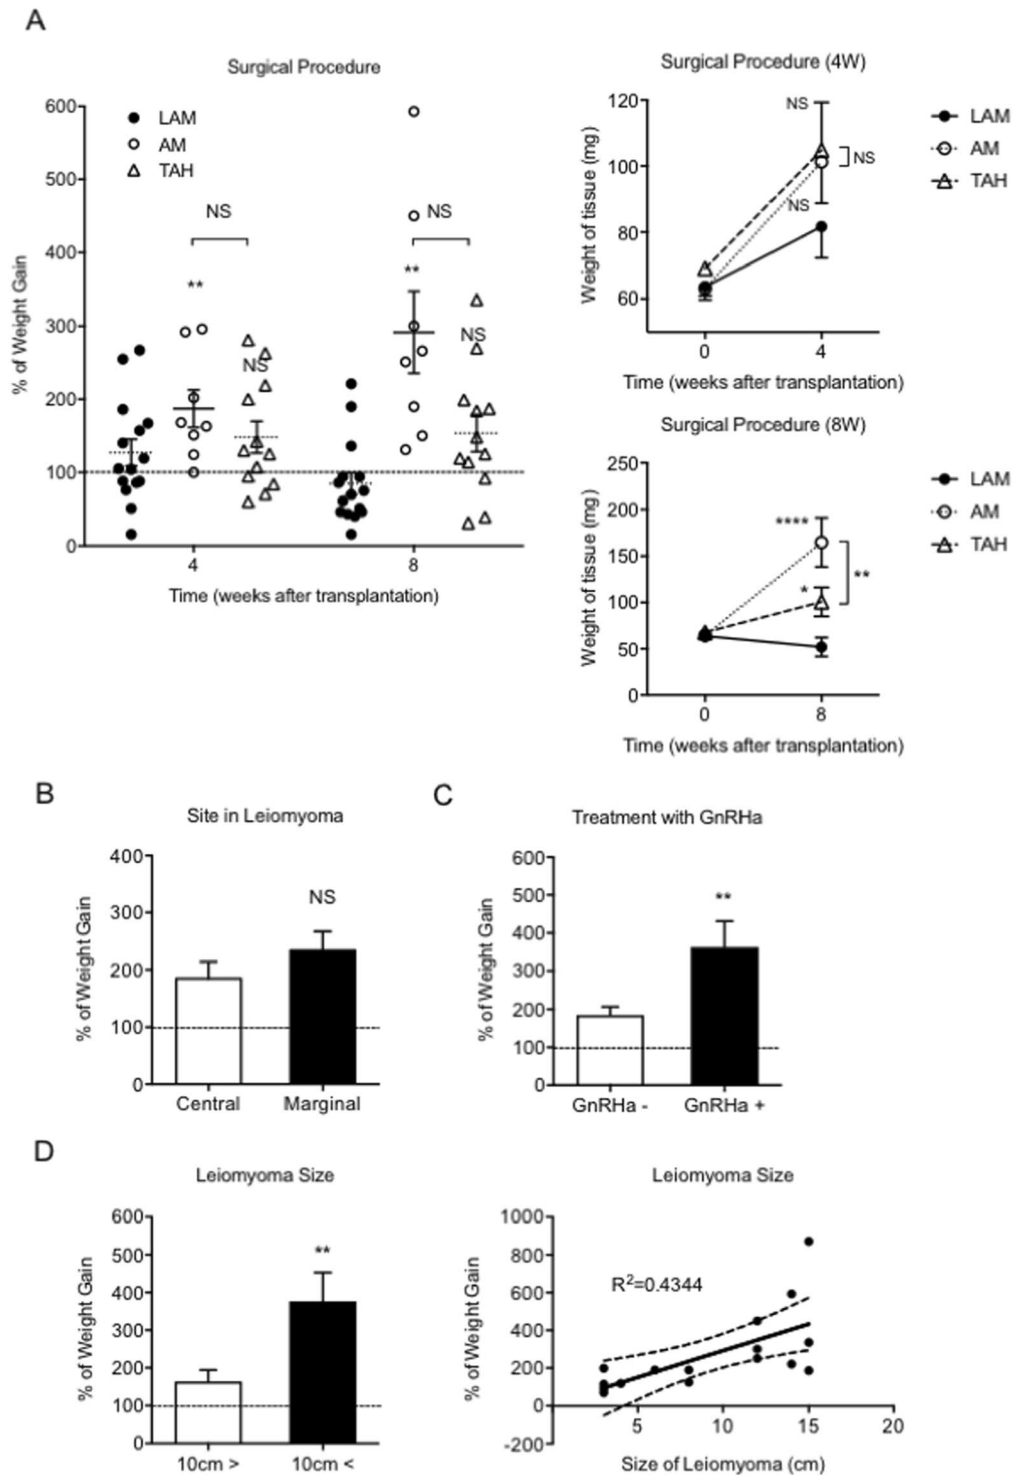 A
Surgical Procedure
600
500
400
300
200
100
0
% of Weight Gain
LAM
AM
TAH
NS
NS
**
**
NS
NS
4
8
Time (weeks after transplantation)
Surgical Procedure (4W)
120
100
80
60
Weight of tissue (mg)
NS
NS
NS
LAM
AM
TAH
0
4
Time (weeks after transplantation)
Surgical Procedure (8W)
250
200
150
100
50
0
Weight of tissue (mg)
****
*
**
LAM
AM
TAH
0
8
Time (weeks after transplantation)
B
Site in Leiomyoma
400
300
200
100
0
% of Weight Gain
NS
Central
Marginal
C
Treatment with GnRHa
600
500
400
300
200
100
0
% of Weight Gain
**
GnRHa -
GnRHa +
D
Leiomyoma Size
600
500
400
300
200
100
0
% of Weight Gain
**
10cm >
10cm <
Leiomyoma Size
1000
800
600
400
200
0
-200
% of Weight Gain
R²=0.4344
5
10
15
20
Size of Leiomyoma (cm)